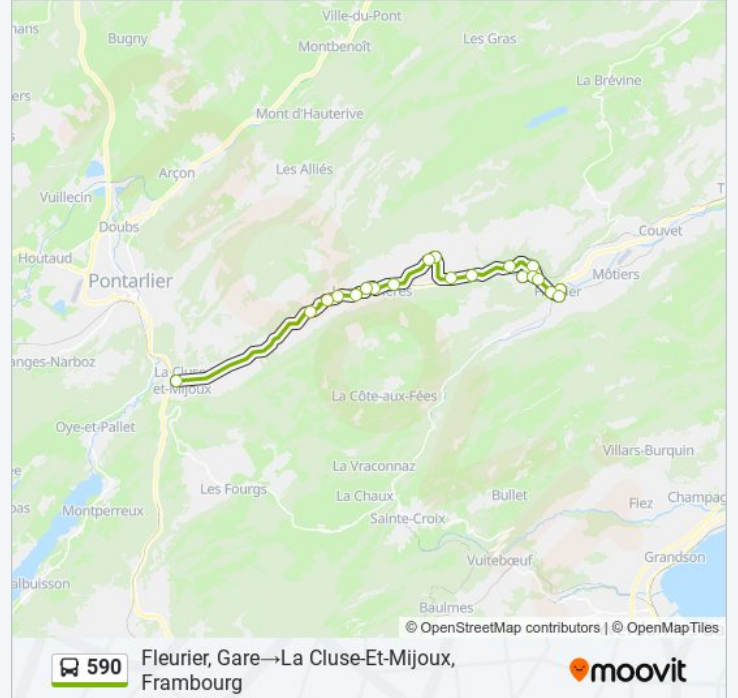 Ville-du-Pont
Bugny
Montbenoît
Les Gras
La Brévine
Mont d'Hauterive
Arçon
Les Alliés
Vuillecin
Doubs
Couvet
Houtaud
Pontarlier
Môtiers
La Cluse-
et-Mijoux
La Côte-aux-Fées
Oye-et-Pallet
Villars-Burquin
La Vraconnaz
Les Fourgs
La Chaux
Bullet
Fiez
Champag
Montperreux
Sainte-Croix
Vuitebœuf
Grandson
albuisson
Baulmes
© OpenStreetMap contributors | © OpenMapTiles
590
Fleurier, Gare→La Cluse-Et-Mijoux,
Frambourg
moovit